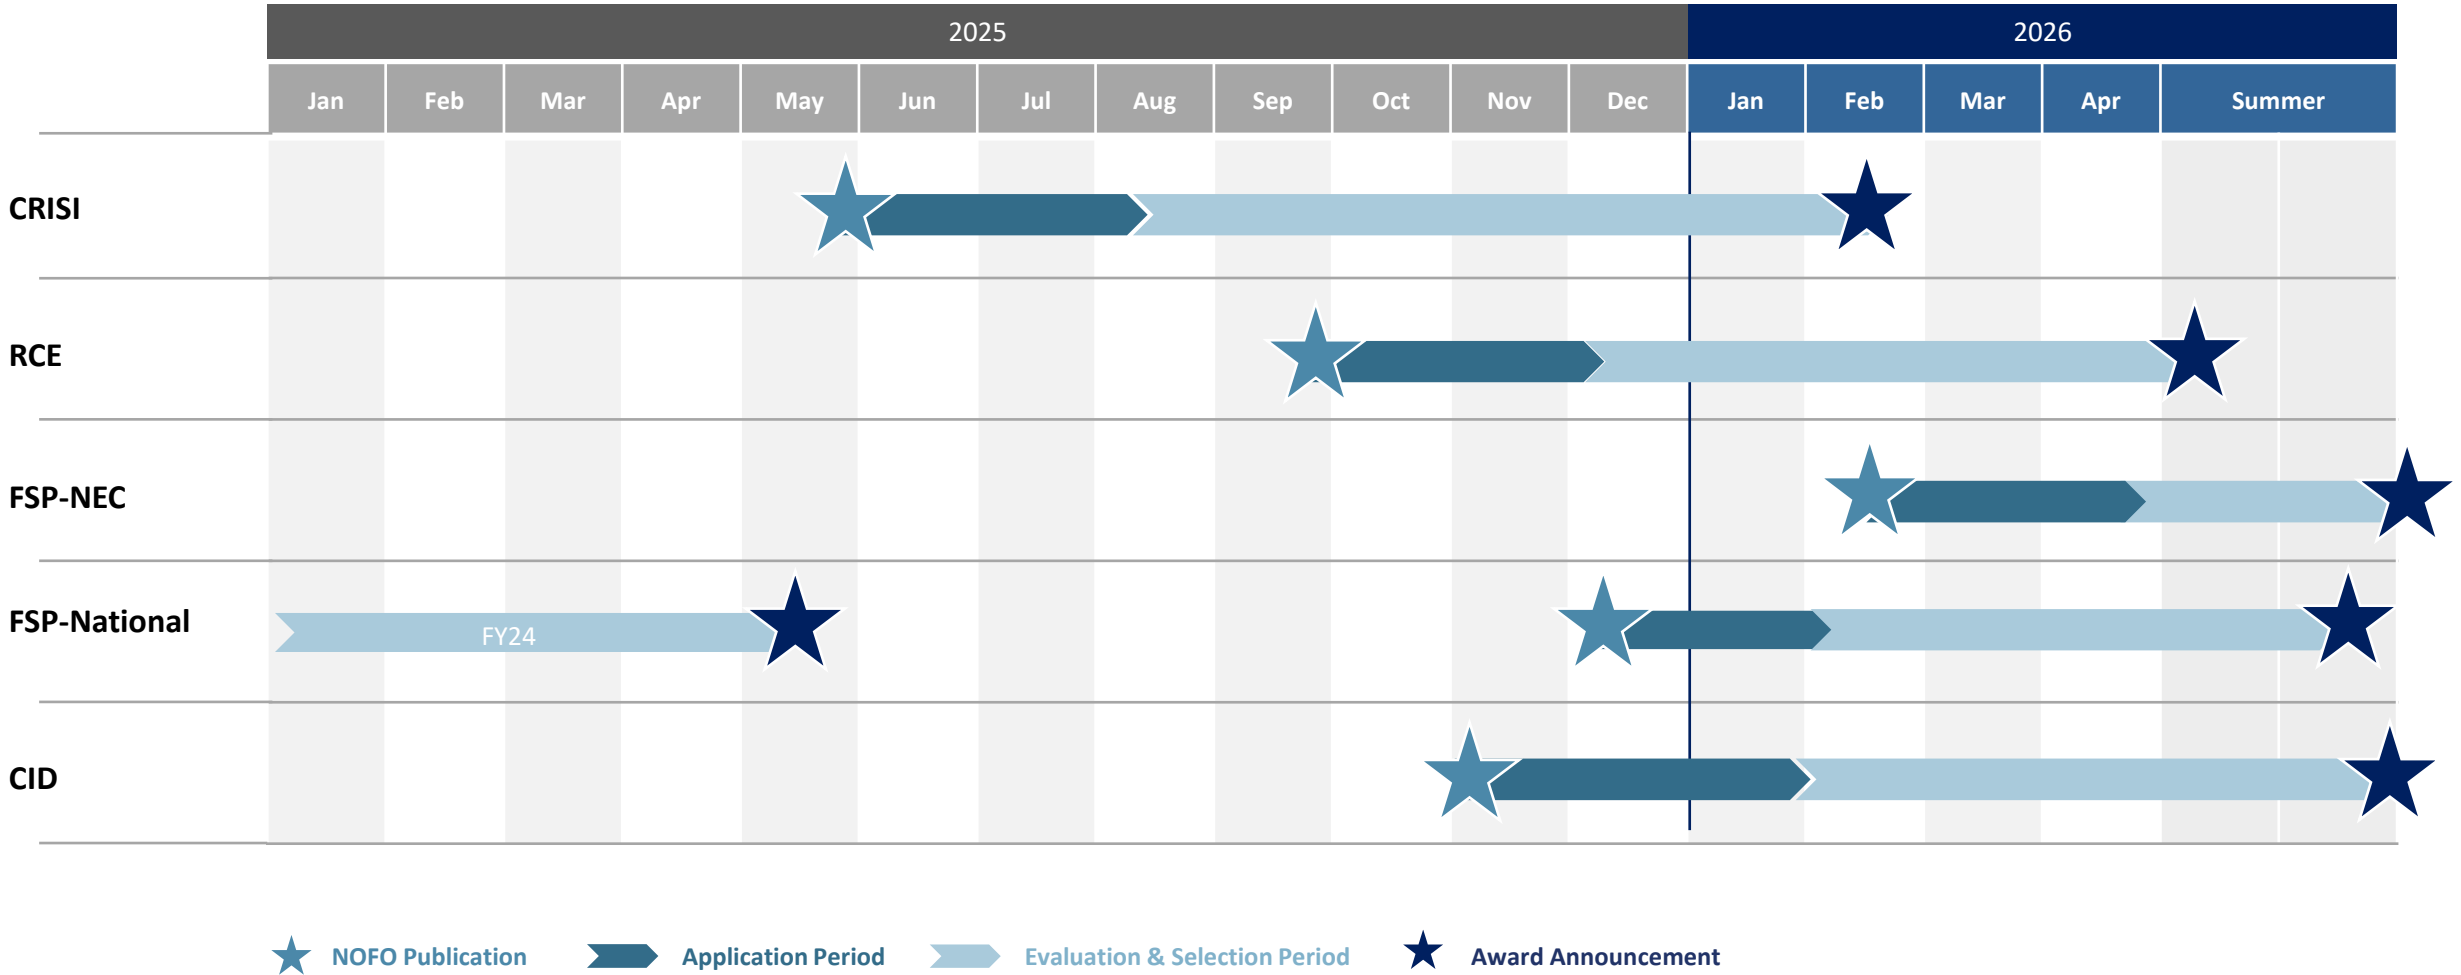 2025
2026
Jan
Feb
Mar
Apr
May
Jun
Jul
Aug
Sep
Oct
Nov
Dec
Jan
Feb
Mar
Apr
Summer
CRISI
RCE
FSP-NEC
FSP-National
FY24
CID
NOFO Publication
Application Period
Evaluation & Selection Period
Award Announcement